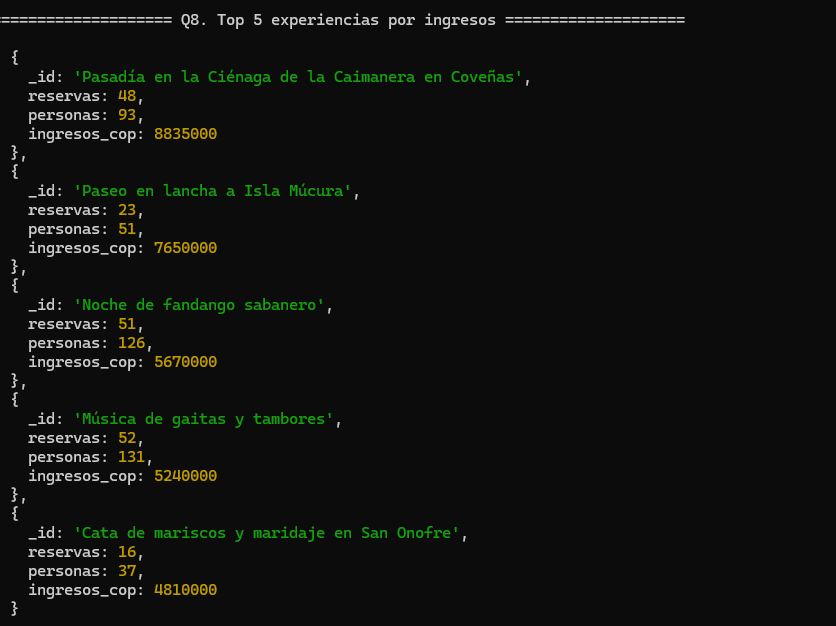 =================== Q8. Top 5 experiencias por ingresos ====================
{
  _id: 'Pasadía en la Ciénaga de la Caimanera en Coveñas',
  reservas: 48,
  personas: 93,
  ingresos_cop: 8835000
},
{
  _id: 'Paseo en lancha a Isla Múcura',
  reservas: 23,
  personas: 51,
  ingresos_cop: 7650000
},
{
  _id: 'Noche de fandango sabanero',
  reservas: 51,
  personas: 126,
  ingresos_cop: 5670000
},
{
  _id: 'Música de gaitas y tambores',
  reservas: 52,
  personas: 131,
  ingresos_cop: 5240000
},
{
  _id: 'Cata de mariscos y maridaje en San Onofre',
  reservas: 16,
  personas: 37,
  ingresos_cop: 4810000
}